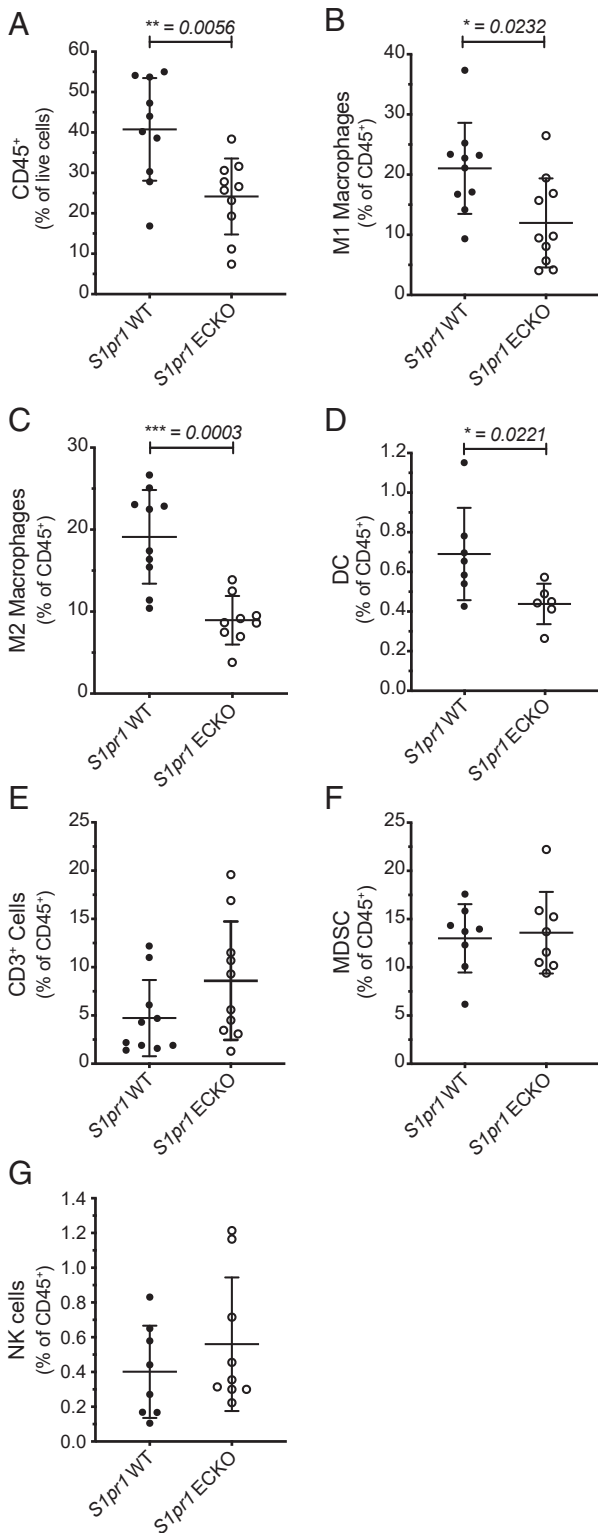 A
** = 0.0056
CD45⁺
(% of live cells)
60
50
40
30
20
10
0
S1pr1 WT
S1pr1 ECKO
B
* = 0.0232
M1 Macrophages
(% of CD45⁺)
40
30
20
10
0
S1pr1 WT
S1pr1 ECKO
C
*** = 0.0003
M2 Macrophages
(% of CD45⁺)
30
20
10
0
S1pr1 WT
S1pr1 ECKO
D
* = 0.0221
DC
(% of CD45⁺)
1.2
1.0
0.8
0.6
0.4
0.2
0.0
S1pr1 WT
S1pr1 ECKO
E
CD3⁺ Cells
(% of CD45⁺)
25
20
15
10
5
0
S1pr1 WT
S1pr1 ECKO
F
MDSC
(% of CD45⁺)
25
20
15
10
5
0
S1pr1 WT
S1pr1 ECKO
G
NK cells
(% of CD45⁺)
1.4
1.2
1.0
0.8
0.6
0.4
0.2
0.0
S1pr1 WT
S1pr1 ECKO